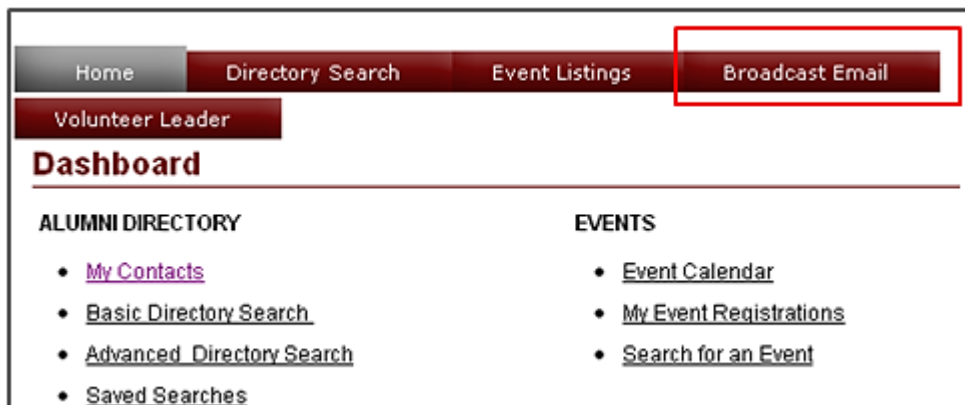 Home Directory Search Event Listings Broadcast Email
Volunteer Leader
Dashboard
ALUMNI DIRECTORY
My Contacts
Basic Directory Search
Advanced Directory Search
Saved Searches
EVENTS
Event Calendar
My Event Registrations
Search for an Event